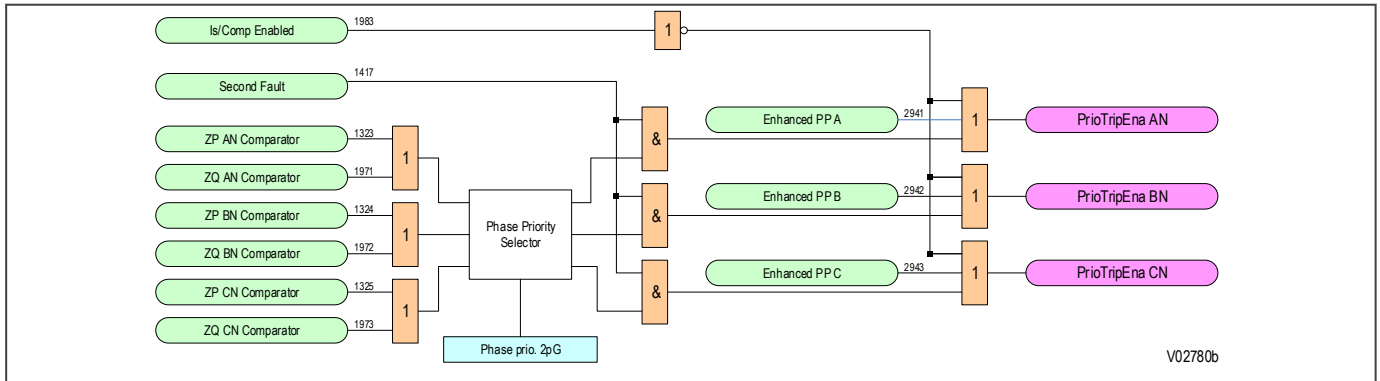 Is/Comp Enabled
1983
1
Second Fault
1417
ZP AN Comparator
1323
ZQ AN Comparator
1971
1
ZP BN Comparator
1324
ZQ BN Comparator
1972
1
ZP CN Comparator
1325
ZQ CN Comparator
1973
1
Phase Priority
Selector
Phase prio. 2pG
&
&
&
Enhanced PPA
2941
1
PrioTripEna AN
Enhanced PPB
2942
1
PrioTripEna BN
Enhanced PPC
2943
1
PrioTripEna CN
V02780b